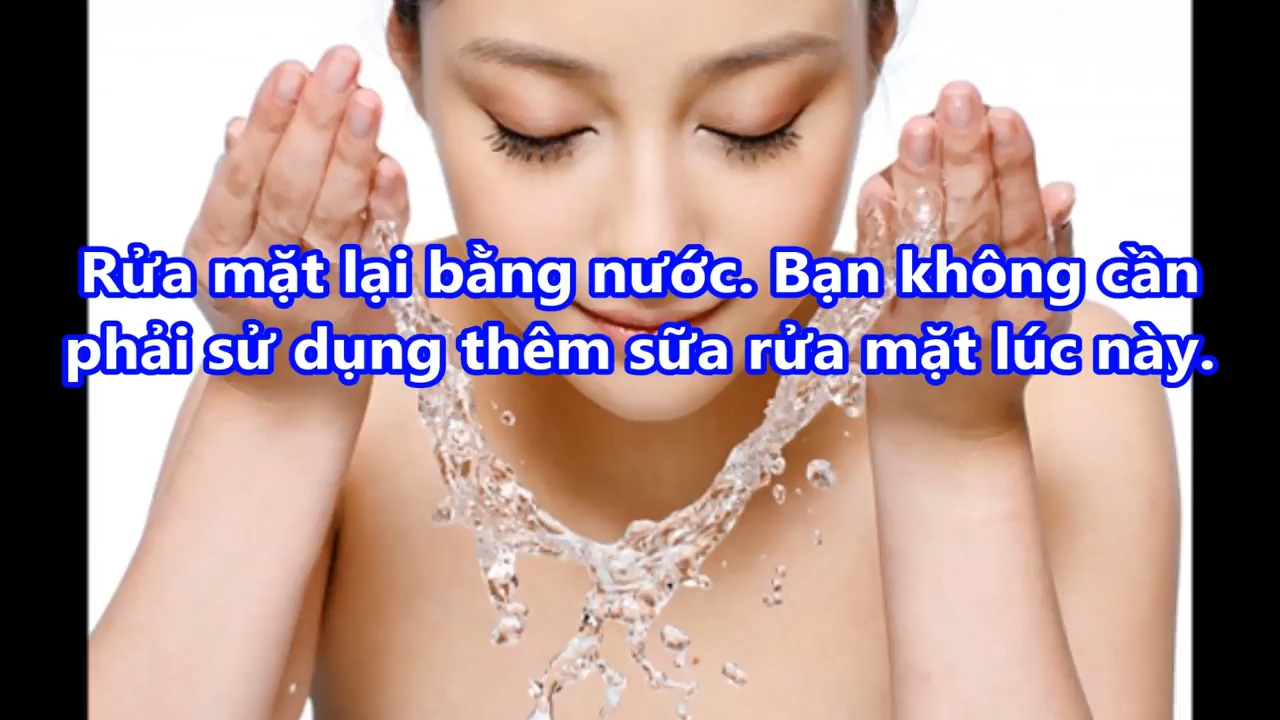 Rửa mặt lại bằng nước. Bạn không cần
phải sử dụng thêm sữa rửa mặt lúc này.